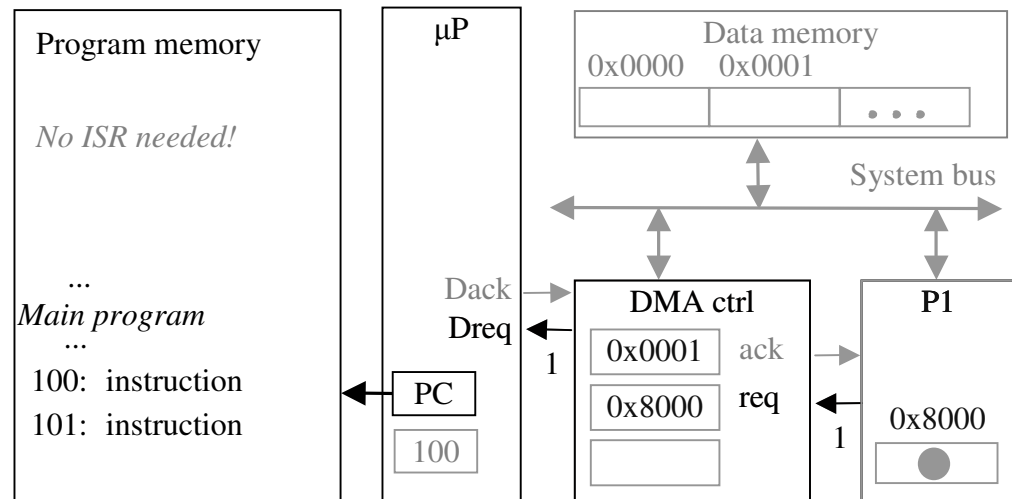 Program memory
No ISR needed!
...
Main program
...
100: instruction
101: instruction
μP
Dack
Dreq
1
PC
100
Data memory
0x0000 0x0001
System bus
DMA ctrl
0x0001 ack
0x8000 req
1
P1
0x8000